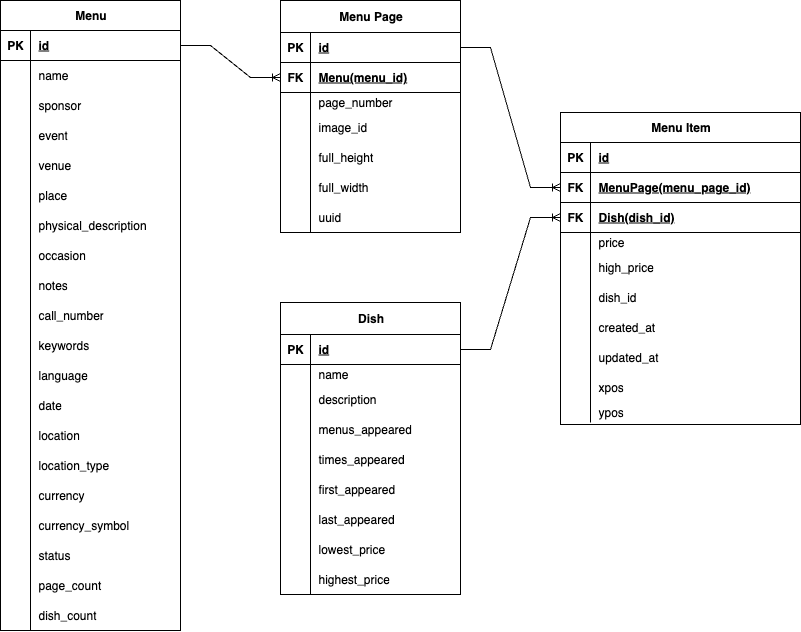 Menu
PK id
name
sponsor
event
venue
place
physical_description
occasion
notes
call_number
keywords
language
date
location
location_type
currency
currency_symbol
status
page_count
dish_count
Menu Page
PK id
FK Menu(menu_id)
page_number
image_id
full_height
full_width
uuid
Dish
PK id
name
description
menus_appeared
times_appeared
first_appeared
last_appeared
lowest_price
highest_price
Menu Item
PK id
FK MenuPage(menu_page_id)
FK Dish(dish_id)
price
high_price
dish_id
created_at
updated_at
xpos
ypos